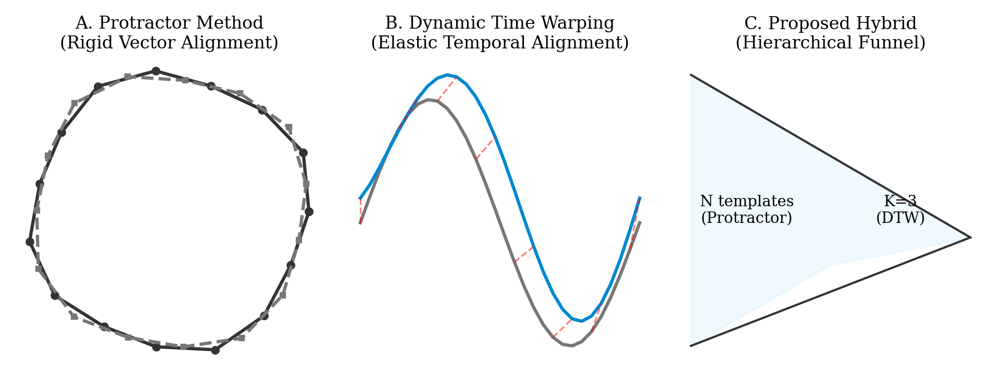 A. Protractor Method
(Rigid Vector Alignment)
B. Dynamic Time Warping
(Elastic Temporal Alignment)
C. Proposed Hybrid
(Hierarchical Funnel)
N templates
(Protractor)
K=3
(DTW)